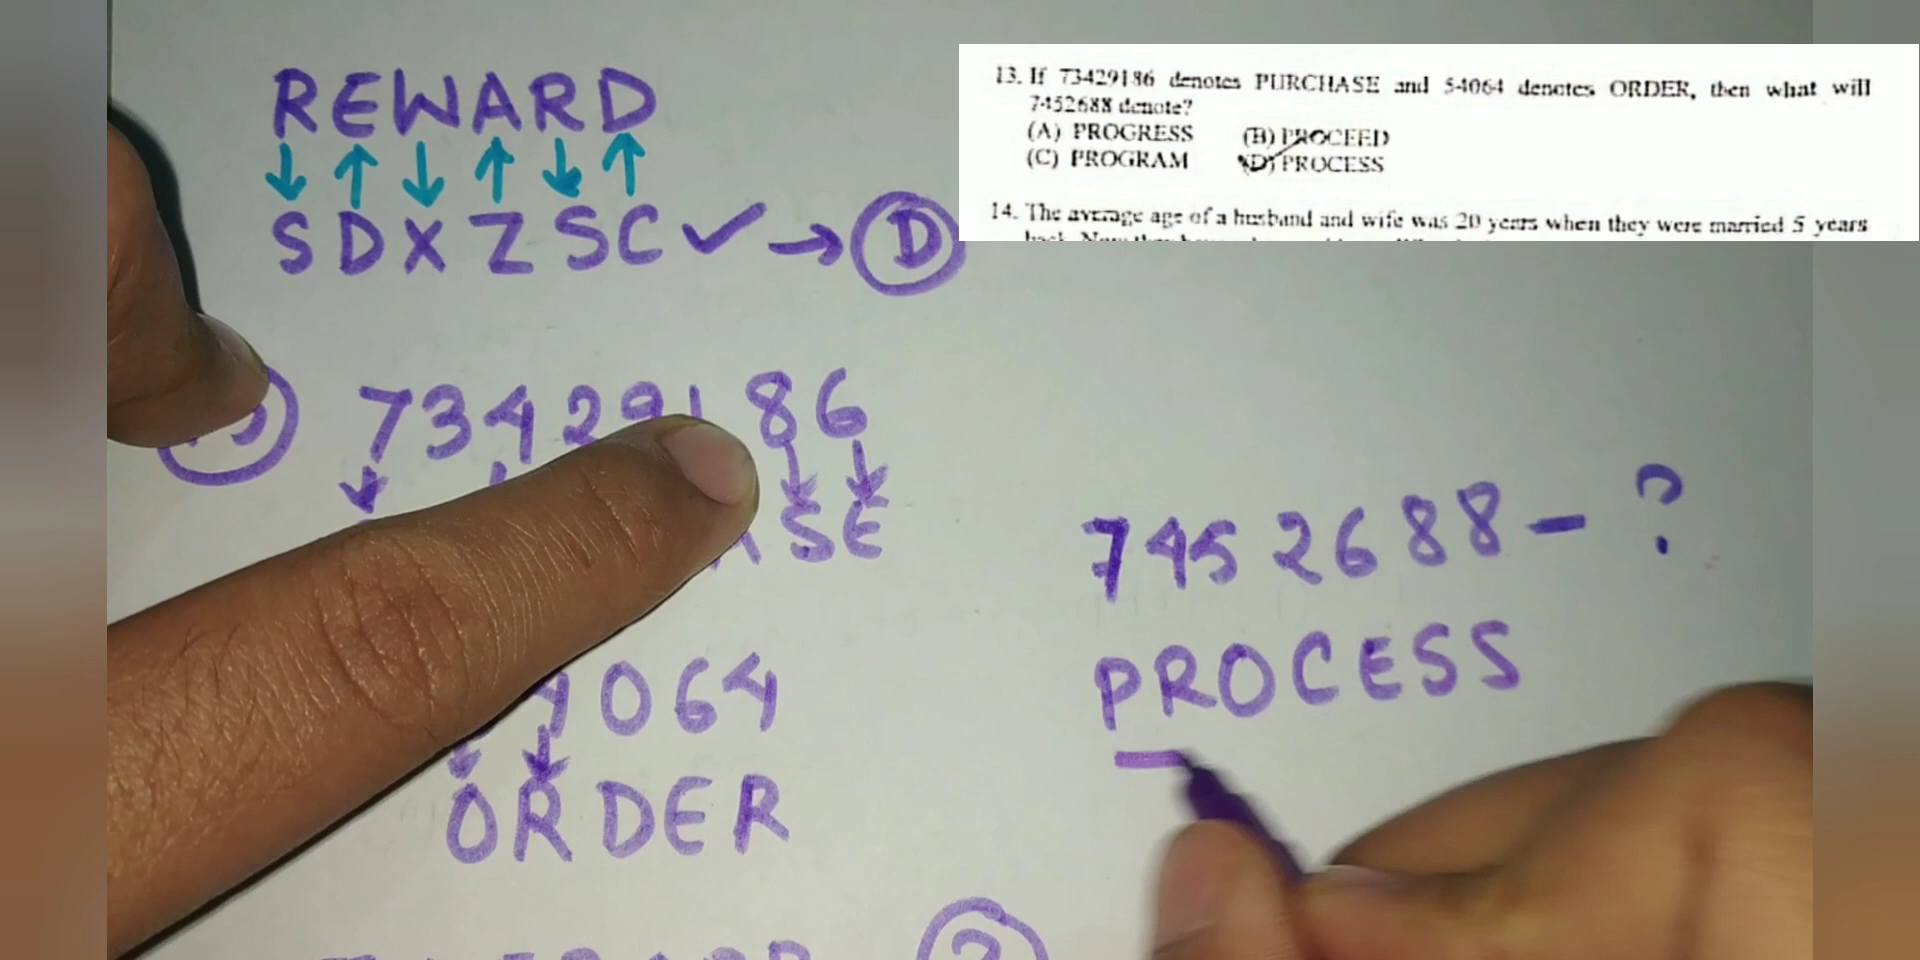 REWARD
SDXZSC✓→ D
13. If 73429186 denotes PURCHASE and 54064 denotes ORDER, then what will
7452688 denote?
(A) PROGRESS (B) PROCEED
(C) PROGRAM (D) PROCESS
14. The average age of a husband and wife was 20 years when they were married 5 years
73429186
SE
7452688 - ?
PROCESS
4064
ORDER